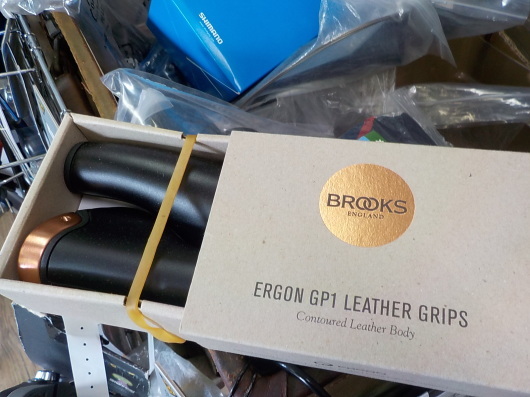 SHIMANO
BROOKS
ENGLAND
ERGON GP1 LEATHER GRIPS
Contoured Leather Body